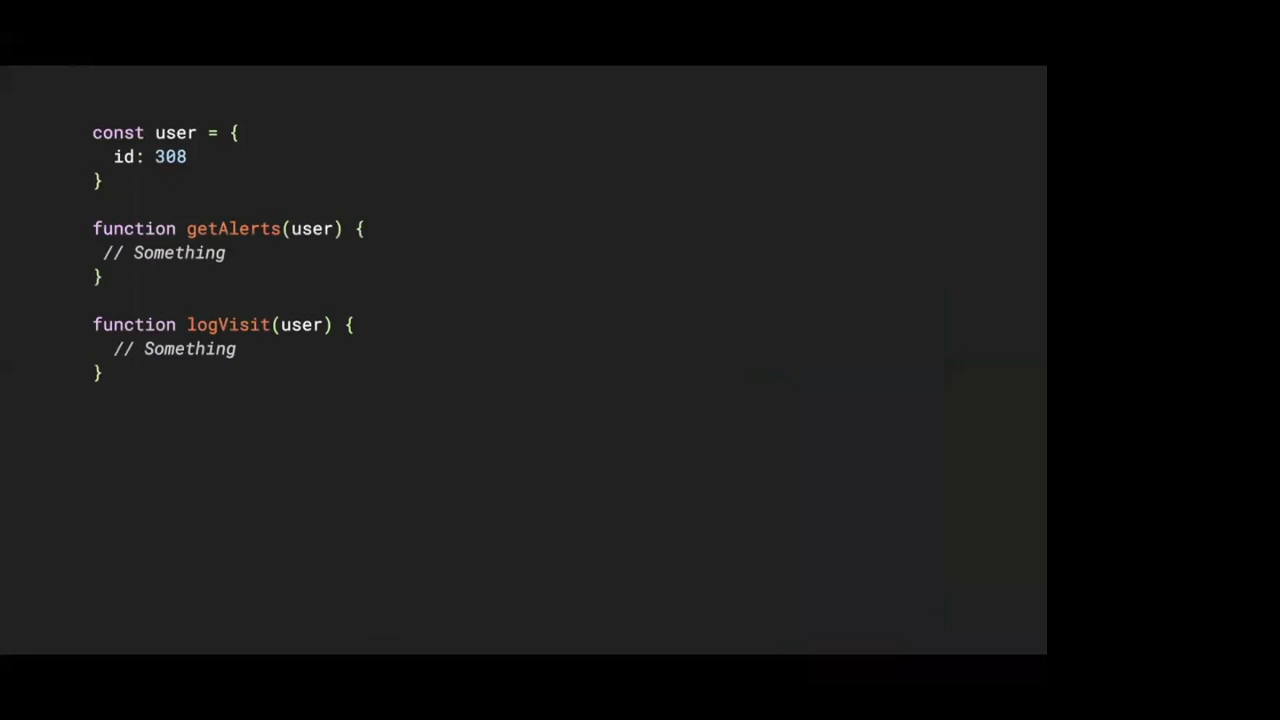 const user = {
  id: 308
}

function getAlerts(user) {
 // Something
}

function logVisit(user) {
  // Something
}